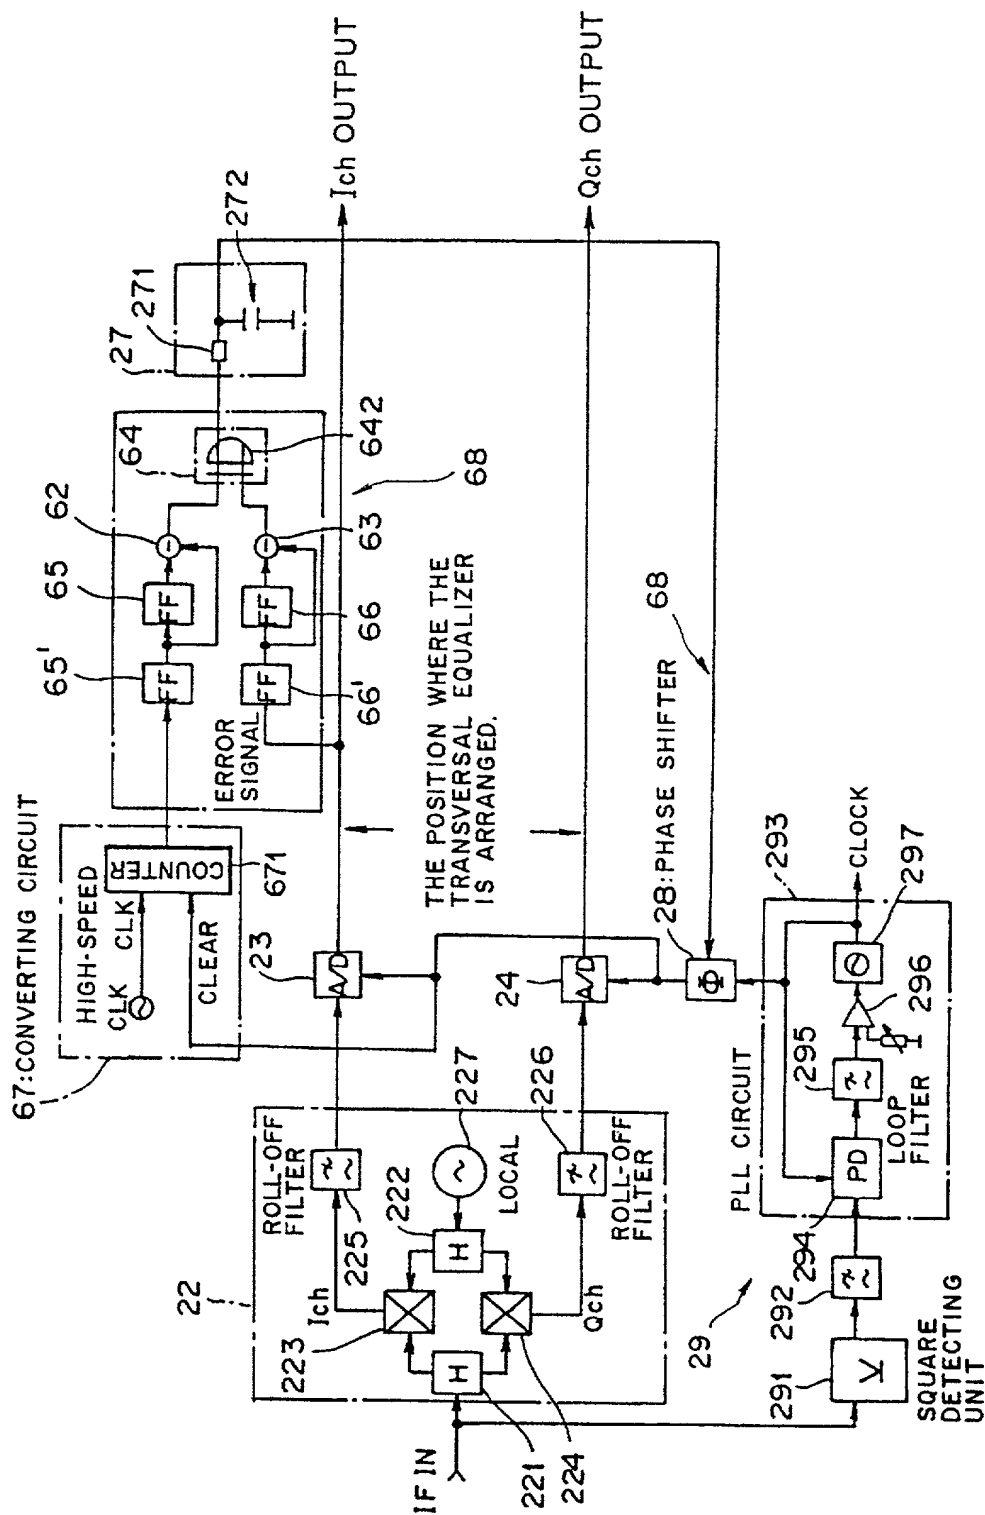 67:CONVERTING CIRCUIT
HIGH-SPEED
CLK
CLK
CLEAR
COUNTER
671
65'
65
62
64
27
271
272
FF
FF
FF
FF
ERROR
SIGNAL
66'
66
63
642
68
Ich OUTPUT
22
ROLL-OFF
FILTER
Ich
223
225
222
227
H
H
LOCAL
221
224
Qch
226
ROLL-OFF
FILTER
IF IN
23
A/D
24
A/D
THE POSITION WHERE THE
TRANSVERSAL EQUALIZER
IS ARRANGED.
Qch OUTPUT
28:PHASE SHIFTER
Φ
68
29
291
292
294
PLL CIRCUIT
PD
295
LOOP
FILTER
296
297
293
CLOCK
SQUARE
DETECTING
UNIT